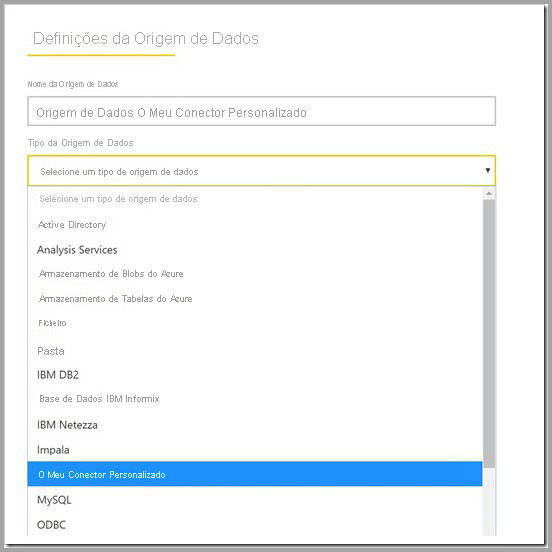 Definições da Origem de Dados
Nome da Origem de Dados
Origem de Dados O Meu Conector Personalizado
Tipo da Origem de Dados
Selecione um tipo de origem de dados
Selecione um tipo de origem de dados
Active Directory
Analysis Services
Armazenamento de Blobs do Azure
Armazenamento de Tabelas do Azure
Ficheiro
Pasta
IBM DB2
Base de Dados IBM Informix
IBM Netezza
Impala
O Meu Conector Personalizado
MySQL
ODBC